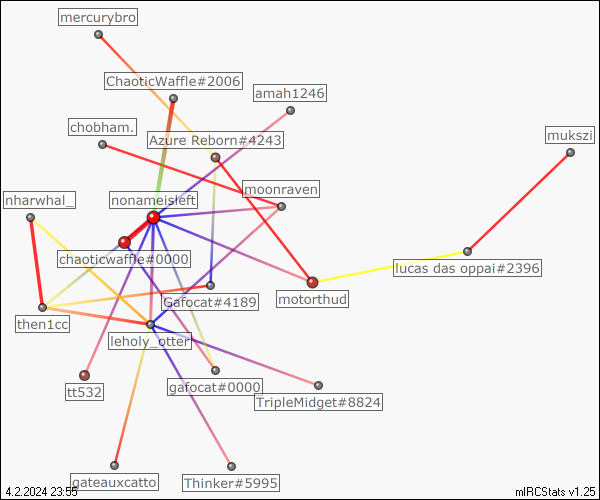 mercurybro
ChaoticWaffle#2006
amah1246
chobham.
Azure Reborn#4243
mukszi
moonraven
nharwhal_
nonameisleft
chaoticwaffle#0000
lucas das oppai#2396
Gafocat#4189
motorthud
then1cc
leholy_otter
tt532
gafocat#0000
TripleMidget#8824
gateauxcatto
Thinker#5995
4.2.2024 23:55
mIRCStats v1.25